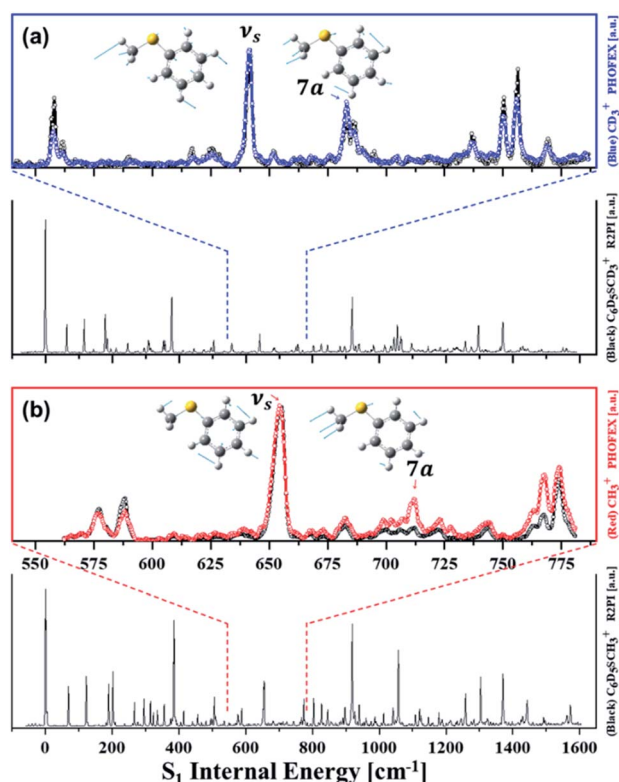 (a)
νs
7a
(Blue) CD3+ PHOFEX [a.u.]
(Black) C6D5SCD3+ R2PI [a.u.]
(b)
νs
7a
(Red) CH3+ PHOFEX [a.u.]
550 575 600 625 650 675 700 725 750 775
(Black) C6D5SCH3+ R2PI [a.u.]
0 200 400 600 800 1000 1200 1400 1600
S1 Internal Energy [cm-1]